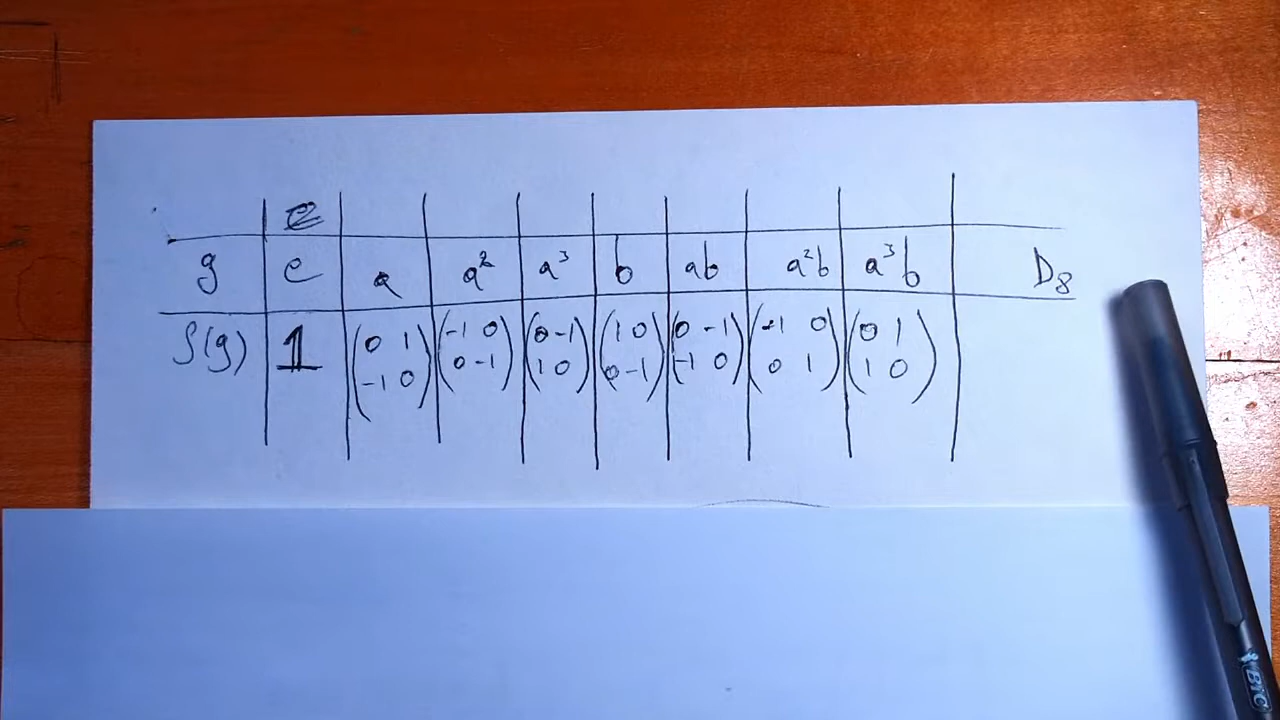 e
g e a a² a³ b ab a²b a³b D₈
ρ(g) 𝟙 (0 1 (-1 0 (0 -1 (1 0 (0 -1 (-1 0 (0 1
-1 0) 0 -1) 1 0) 0 -1) -1 0) 0 1) 1 0)
BIC